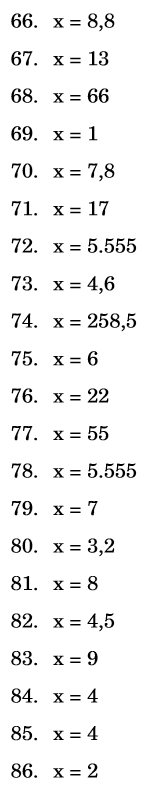 66. x = 8,8
67. x = 13
68. x = 66
69. x = 1
70. x = 7,8
71. x = 17
72. x = 5.555
73. x = 4,6
74. x = 258,5
75. x = 6
76. x = 22
77. x = 55
78. x = 5.555
79. x = 7
80. x = 3,2
81. x = 8
82. x = 4,5
83. x = 9
84. x = 4
85. x = 4
86. x = 2